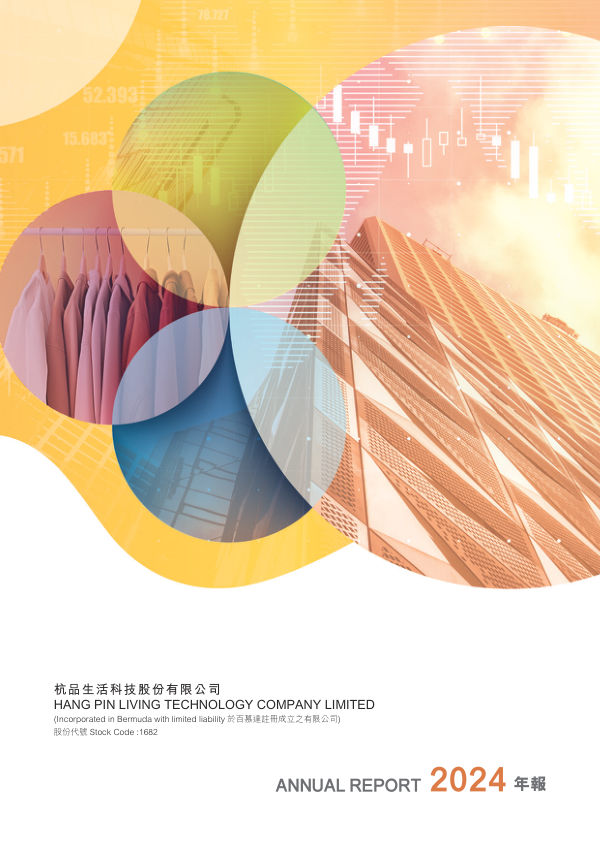 78.727
52.393
15.683
571
杭品生活科技股份有限公司
HANG PIN LIVING TECHNOLOGY COMPANY LIMITED
(Incorporated in Bermuda with limited liability 於百慕達註冊成立之有限公司)
股份代號 Stock Code :1682
ANNUAL REPORT 2024 年報